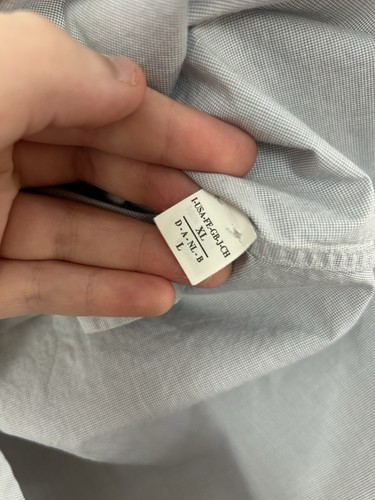 I-USA-FE-GB-J-CH
XL
D-A-NL-B
L